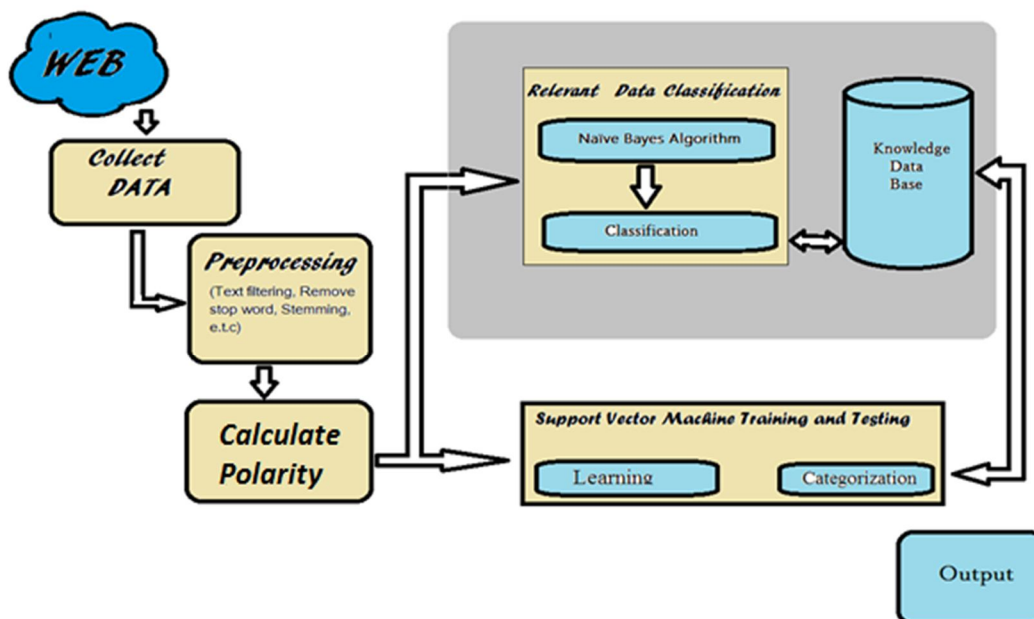 WEB
Collect
DATA
Preprocessing
(Text filtering, Remove
stop word, Stemming,
e.t.c)
Calculate
Polarity
Relevant Data Classification
Naïve Bayes Algorithm
Classification
Knowledge
Data
Base
Support Vector Machine Training and Testing
Learning
Categorization
Output